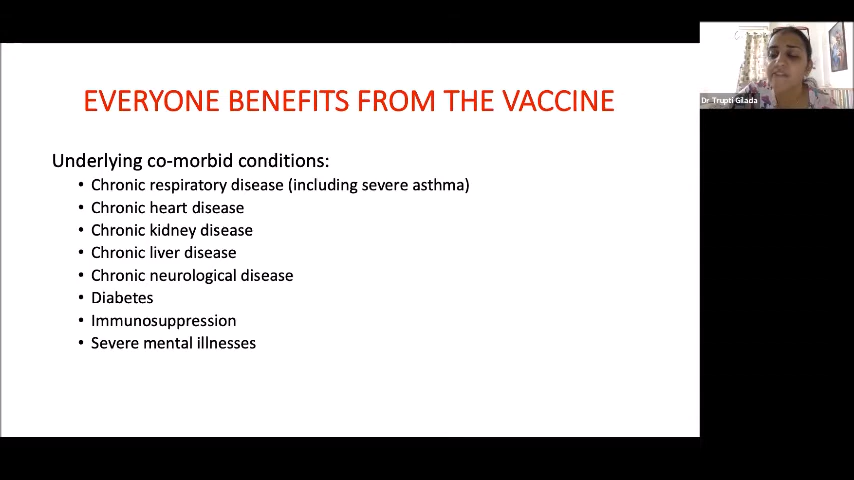 EVERYONE BENEFITS FROM THE VACCINE
Underlying co-morbid conditions:
• Chronic respiratory disease (including severe asthma)
• Chronic heart disease
• Chronic kidney disease
• Chronic liver disease
• Chronic neurological disease
• Diabetes
• Immunosuppression
• Severe mental illnesses
Dr Trupti Gilada